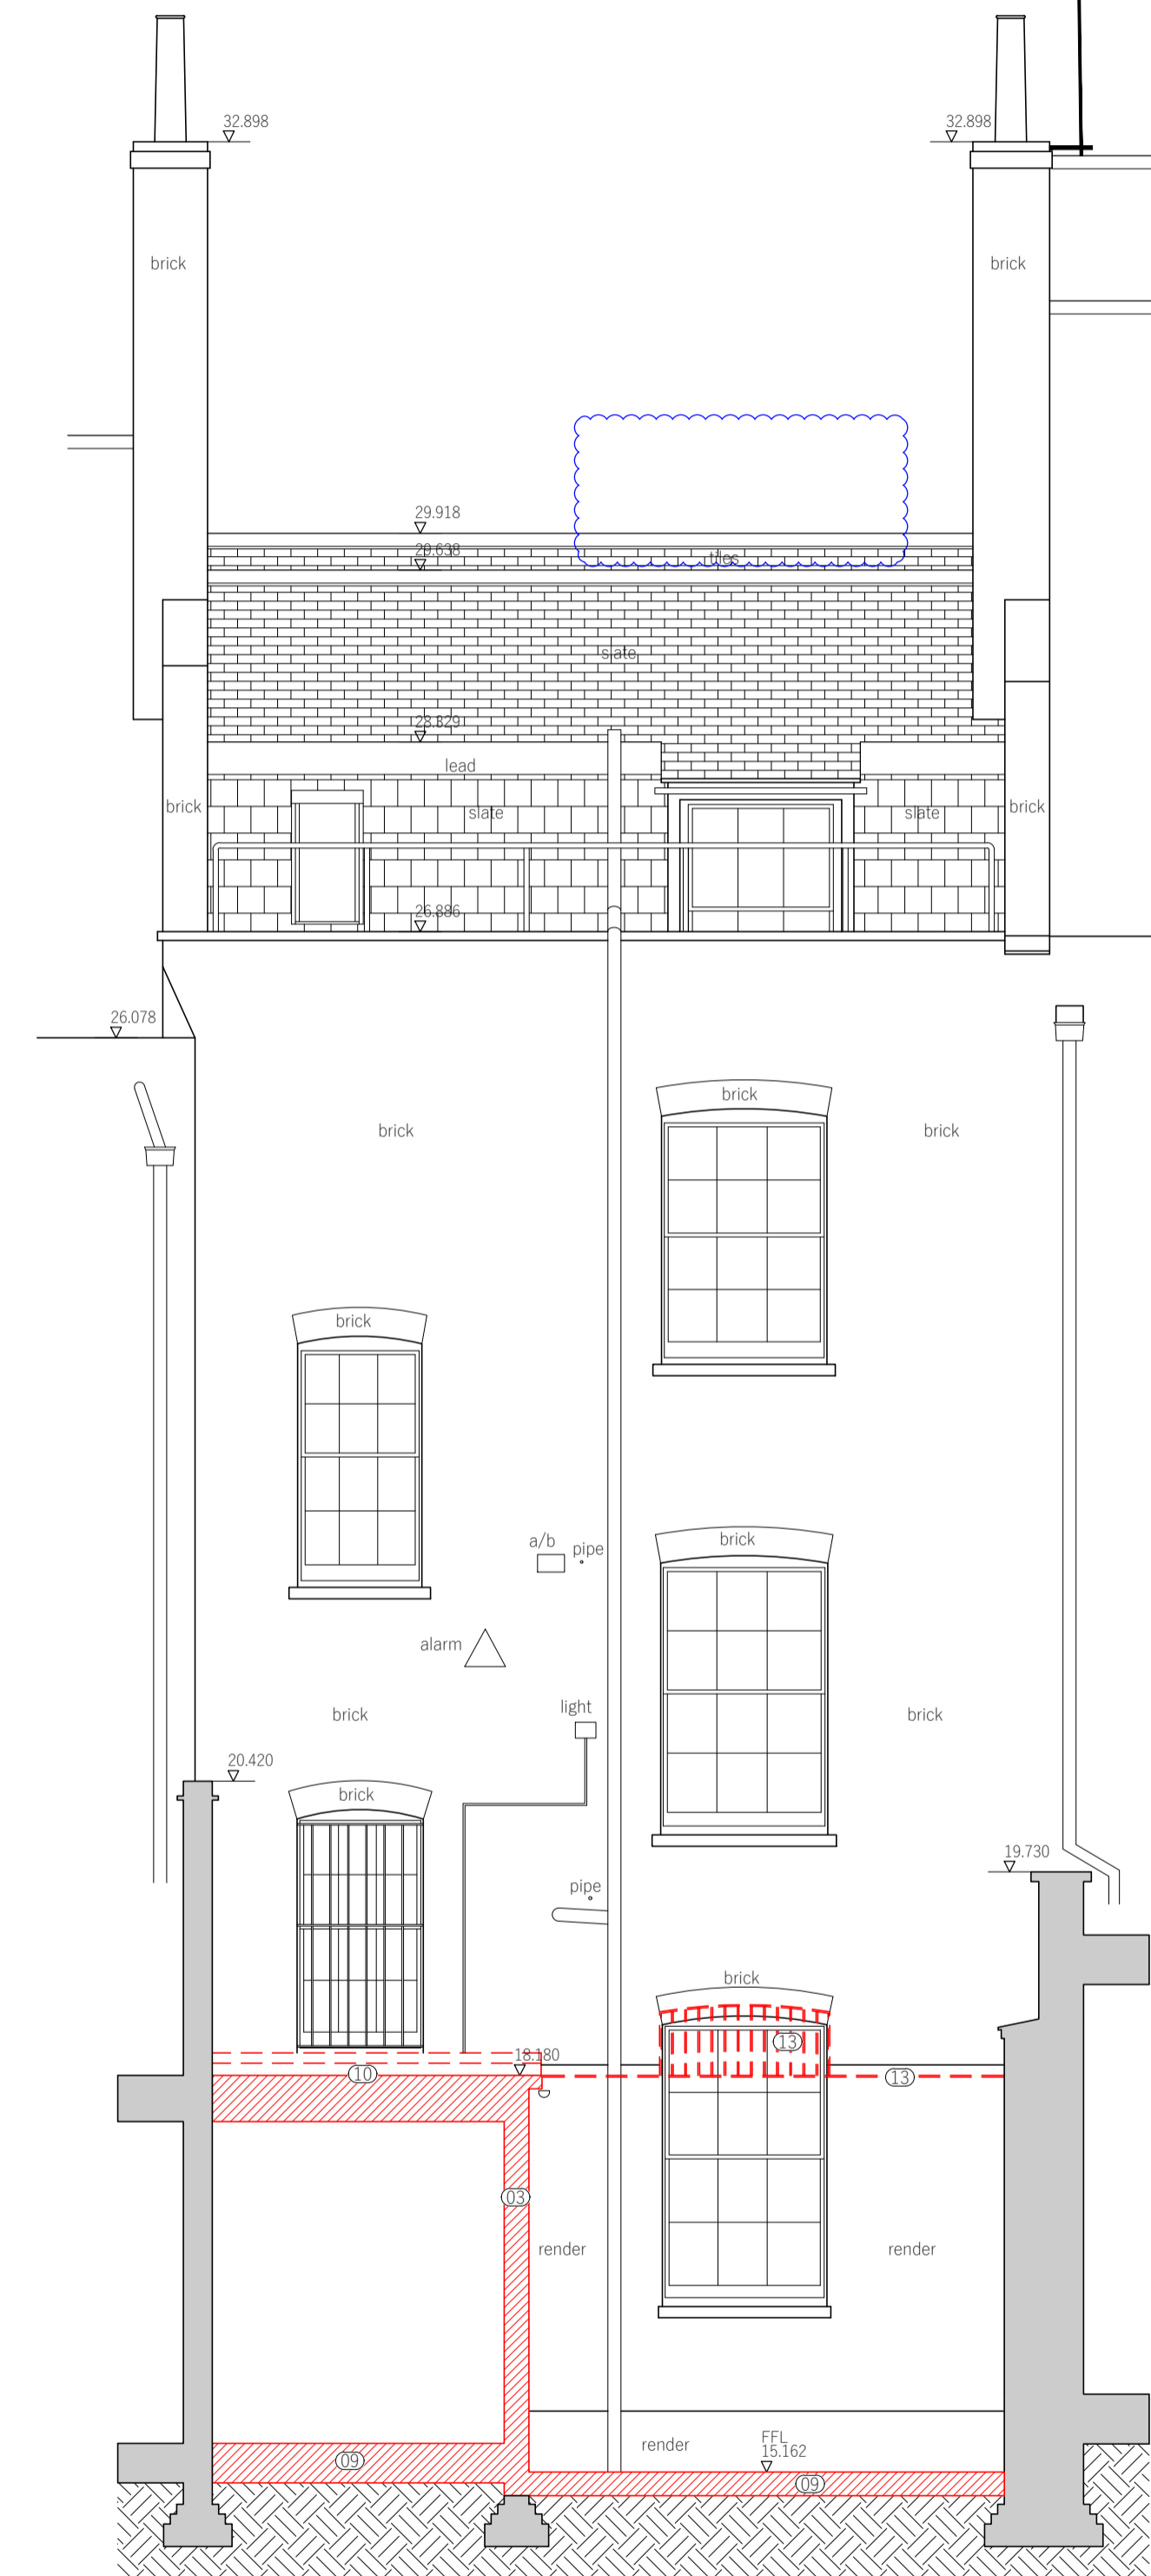 32.898
32.898
brick
brick
29.918
29.638
tiles
slate
28.329
lead
brick
slate
slate
brick
26.886
26.078
brick
brick
brick
brick
a/b
pipe
brick
alarm
light
brick
brick
20.420
brick
19.730
pipe
brick
13
18.180
10
13
03
render
render
FFL
render
15.162
09
09